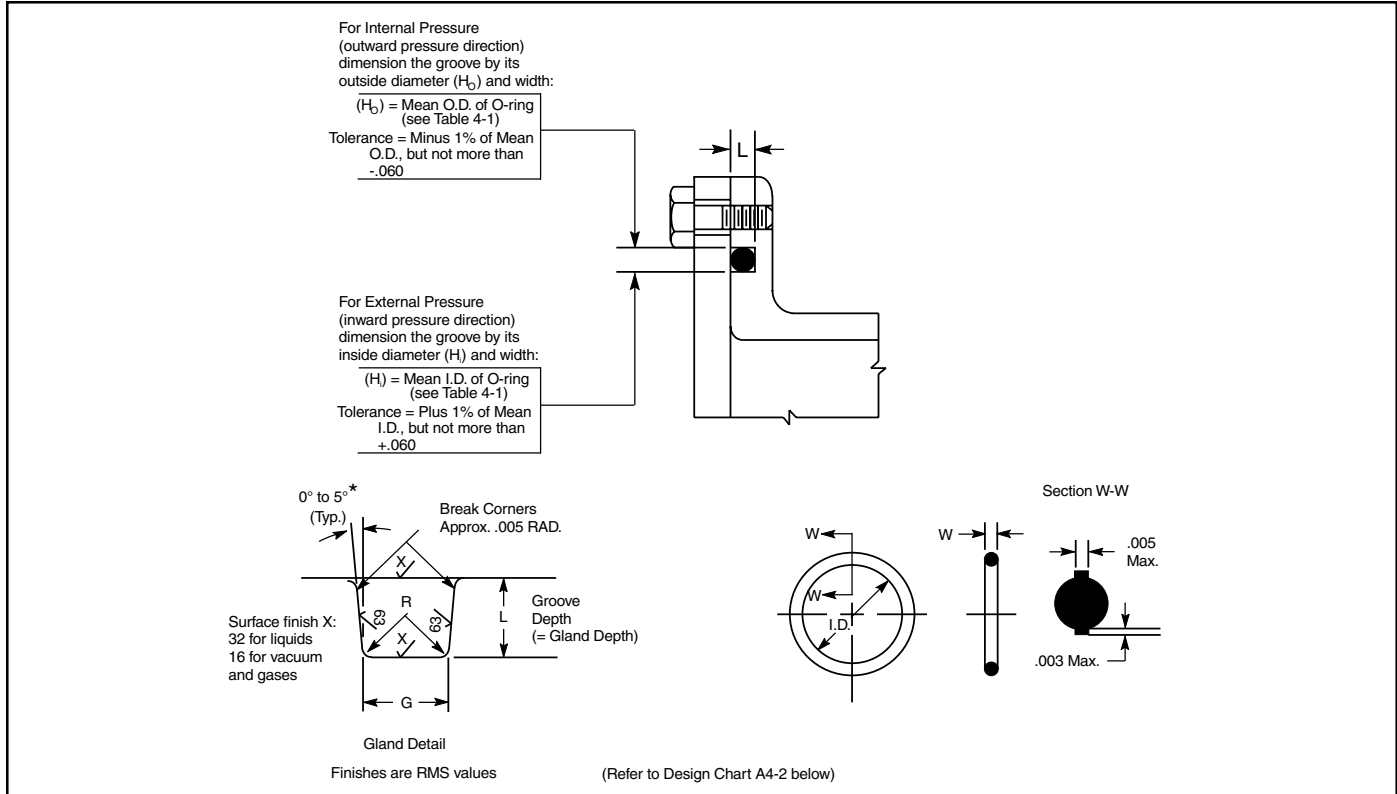 For Internal Pressure
(outward pressure direction)
dimension the groove by its
outside diameter (HO) and width:
(HO) = Mean O.D. of O-ring
(see Table 4-1)
Tolerance = Minus 1% of Mean
O.D., but not more than
-.060
L
For External Pressure
(inward pressure direction)
dimension the groove by its
inside diameter (Hi) and width:
(Hi) = Mean I.D. of O-ring
(see Table 4-1)
Tolerance = Plus 1% of Mean
I.D., but not more than
+.060
0° to 5°*
(Typ.)
Break Corners
Approx. .005 RAD.
X
R
63
63
X
L
Groove
Depth
(= Gland Depth)
Surface finish X:
32 for liquids
16 for vacuum
and gases
G
Gland Detail
Finishes are RMS values
(Refer to Design Chart A4-2 below)
W
W
I.D.
W
Section W-W
.005
Max.
.003 Max.